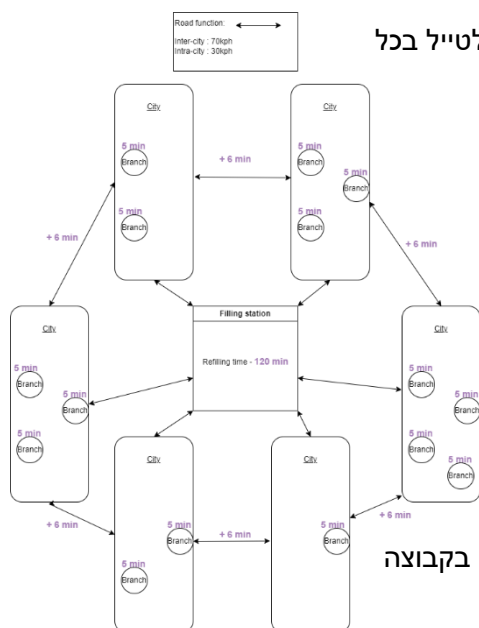 Road function:
Inter-city : 70kph
Intra-city : 30kph
לטייל בכל
City
City
5 min
Branch
5 min
Branch
+ 6 min
5 min
Branch
5 min
Branch
5 min
Branch
+ 6 min
+ 6 min
Filling station
Refilling time - 120 min
City
5 min
Branch
5 min
Branch
5 min
Branch
City
5 min
Branch
5 min
Branch
5 min
Branch
5 min
Branch
+ 6 min
City
5 min
Branch
5 min
Branch
+ 6 min
City
5 min
Branch
+ 6 min
בקבוצה